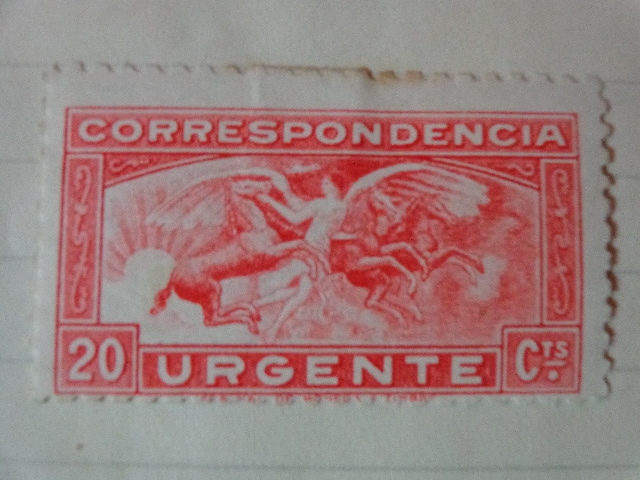 CORRESPONDENCIA
20 URGENTE CTS.